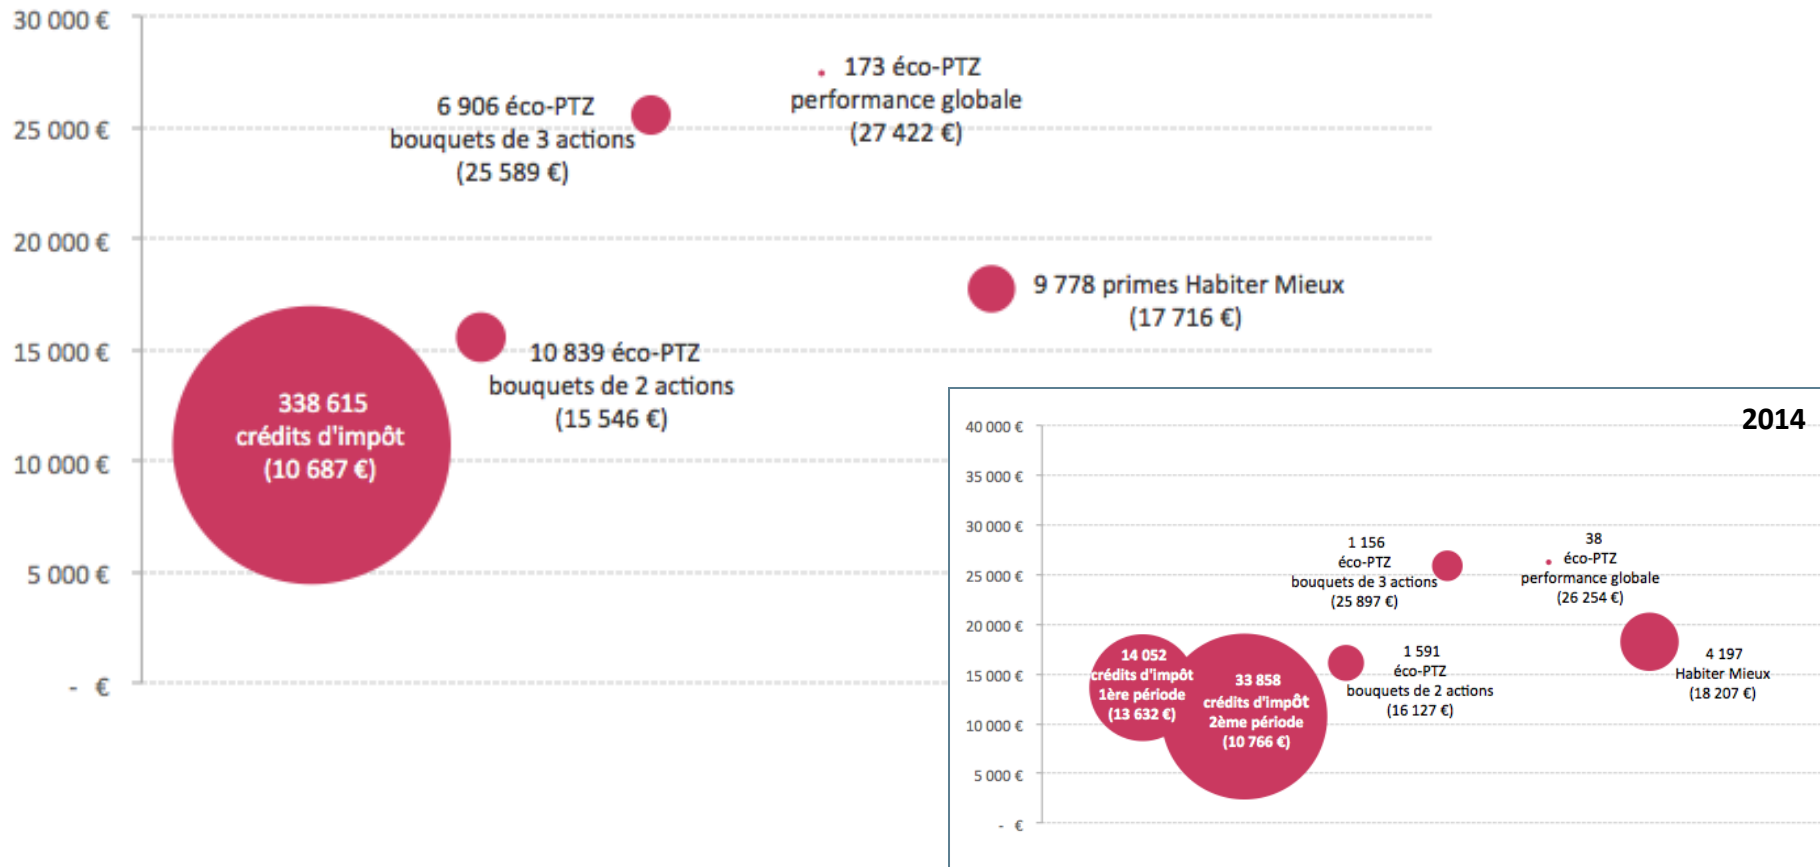 30 000 €
25 000 €
20 000 €
15 000 €
10 000 €
5 000 €
- €
173 éco-PTZ
performance globale
(27 422 €)
6 906 éco-PTZ
bouquets de 3 actions
(25 589 €)
9 778 primes Habiter Mieux
(17 716 €)
10 839 éco-PTZ
bouquets de 2 actions
(15 546 €)
338 615
crédits d'impôt
(10 687 €)
2014
40 000 €
35 000 €
30 000 €
25 000 €
20 000 €
15 000 €
10 000 €
5 000 €
- €
1 156
éco-PTZ
bouquets de 3 actions
(25 897 €)
38
éco-PTZ
performance globale
(26 254 €)
14 052
crédits d'impôt
1ère période
(13 632 €)
33 858
crédits d'impôt
2ème période
(10 766 €)
1 591
éco-PTZ
bouquets de 2 actions
(16 127 €)
4 197
Habiter Mieux
(18 207 €)